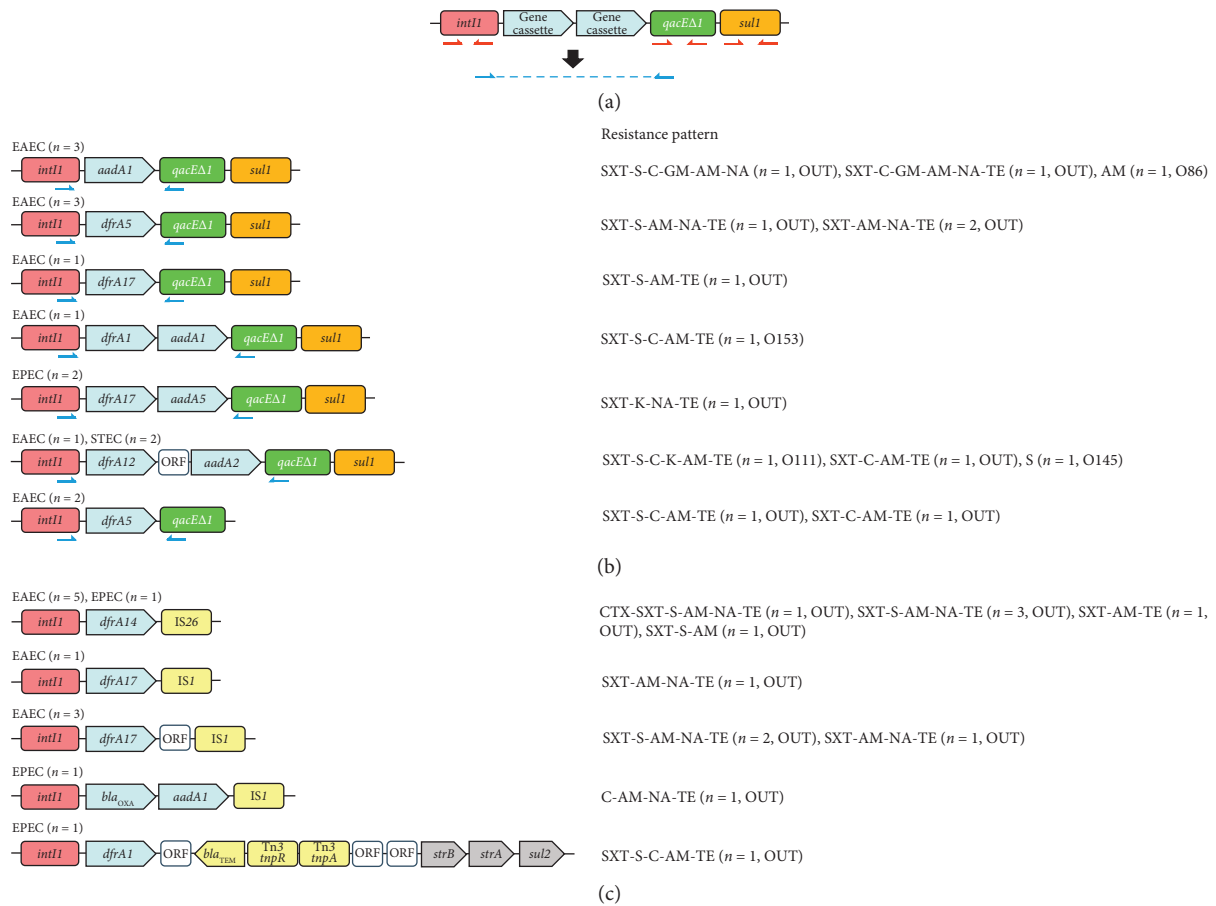 intI1 Gene cassette Gene cassette qacEΔ1 sul1
(a)
Resistance pattern
EAEC (n = 3)
intI1 aadA1 qacEΔ1 sul1
SXT-S-C-GM-AM-NA (n = 1, OUT), SXT-C-GM-AM-NA-TE (n = 1, OUT), AM (n = 1, O86)
EAEC (n = 3)
intI1 dfrA5 qacEΔ1 sul1
SXT-S-AM-NA-TE (n = 1, OUT), SXT-AM-NA-TE (n = 2, OUT)
EAEC (n = 1)
intI1 dfrA17 qacEΔ1 sul1
SXT-S-AM-TE (n = 1, OUT)
EAEC (n = 1)
intI1 dfrA1 aadA1 qacEΔ1 sul1
SXT-S-C-AM-TE (n = 1, O153)
EPEC (n = 2)
intI1 dfrA17 aadA5 qacEΔ1 sul1
SXT-K-NA-TE (n = 1, OUT)
EAEC (n = 1), STEC (n = 2)
intI1 dfrA12 ORF aadA2 qacEΔ1 sul1
SXT-S-C-K-AM-TE (n = 1, O111), SXT-C-AM-TE (n = 1, OUT), S (n = 1, O145)
EAEC (n = 2)
intI1 dfrA5 qacEΔ1
SXT-S-C-AM-TE (n = 1, OUT), SXT-C-AM-TE (n = 1, OUT)
(b)
EAEC (n = 5), EPEC (n = 1)
intI1 dfrA14 IS26
CTX-SXT-S-AM-NA-TE (n = 1, OUT), SXT-S-AM-NA-TE (n = 3, OUT), SXT-AM-TE (n = 1,
OUT), SXT-S-AM (n = 1, OUT)
EAEC (n = 1)
intI1 dfrA17 IS1
SXT-AM-NA-TE (n = 1, OUT)
EAEC (n = 3)
intI1 dfrA17 ORF IS1
SXT-S-AM-NA-TE (n = 2, OUT), SXT-AM-NA-TE (n = 1, OUT)
EPEC (n = 1)
intI1 blaOXA aadA1 IS1
C-AM-NA-TE (n = 1, OUT)
EPEC (n = 1)
intI1 dfrA1 ORF blaTEM Tn3 tnpR Tn3 tnpA ORF ORF strB strA sul2
SXT-S-C-AM-TE (n = 1, OUT)
(c)